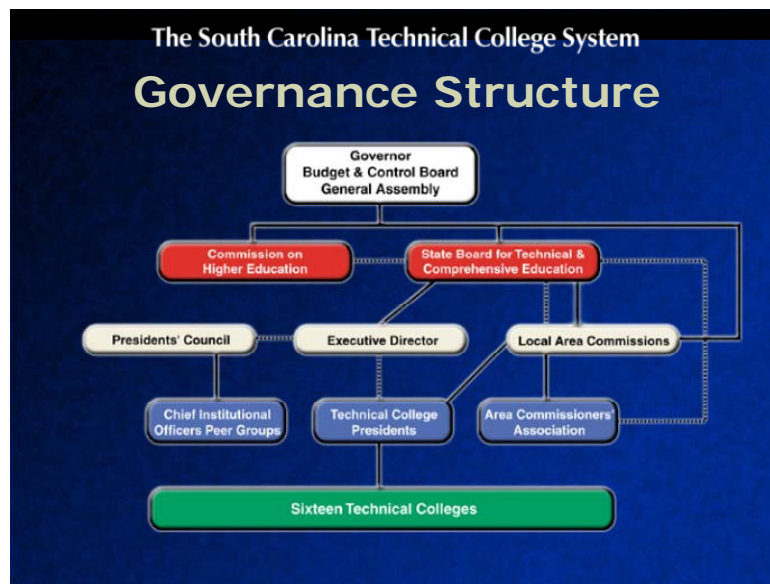 The South Carolina Technical College System
Governance Structure
Governor
Budget & Control Board
General Assembly
Commission on
Higher Education
State Board for Technical &
Comprehensive Education
Presidents' Council
Executive Director
Local Area Commissions
Chief Institutional
Officers Peer Groups
Technical College
Presidents
Area Commissioners'
Association
Sixteen Technical Colleges